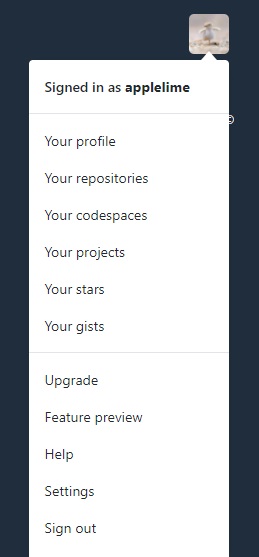 Signed in as applelime
©
Your profile
Your repositories
Your codespaces
Your projects
Your stars
Your gists
Upgrade
Feature preview
Help
Settings
Sign out